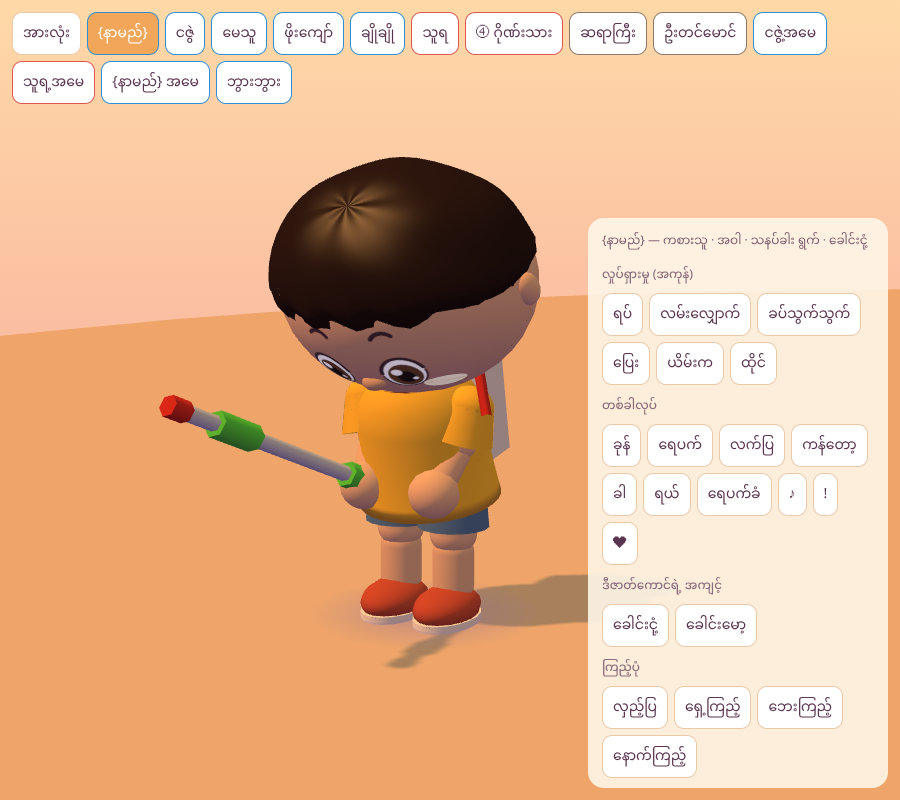 အားလုံး {နာမည်} ငဇွဲ မေသူ ဖိုးကျော် ချိုချို သူရ ④ ဂိုဏ်းသား ဆရာကြီး ဦးတင်မောင် ငဇွဲ့အမေ
သူရ့အမေ {နာမည်} အမေ ဘွားဘွား
{နာမည်} — ကစားသူ · အဝါ · သနပ်ခါး ရွက် · ခေါင်းငုံ့
လှုပ်ရှားမှု (အကုန်)
ရပ် လမ်းလျှောက် ခပ်သွက်သွက်
ပြေး ယိမ်းက ထိုင်
တစ်ခါလုပ်
ခုန် ရေပက် လက်ပြ ကန်တော့
ခါ ရယ် ရေပက်ခံ ♪ !
♥
ဒီဇာတ်ကောင်ရဲ့ အကျင့်
ခေါင်းငုံ့ ခေါင်းမော့
ကြည့်ပုံ
လှည့်ပြ ရှေ့ကြည့် ဘေးကြည့်
နောက်ကြည့်